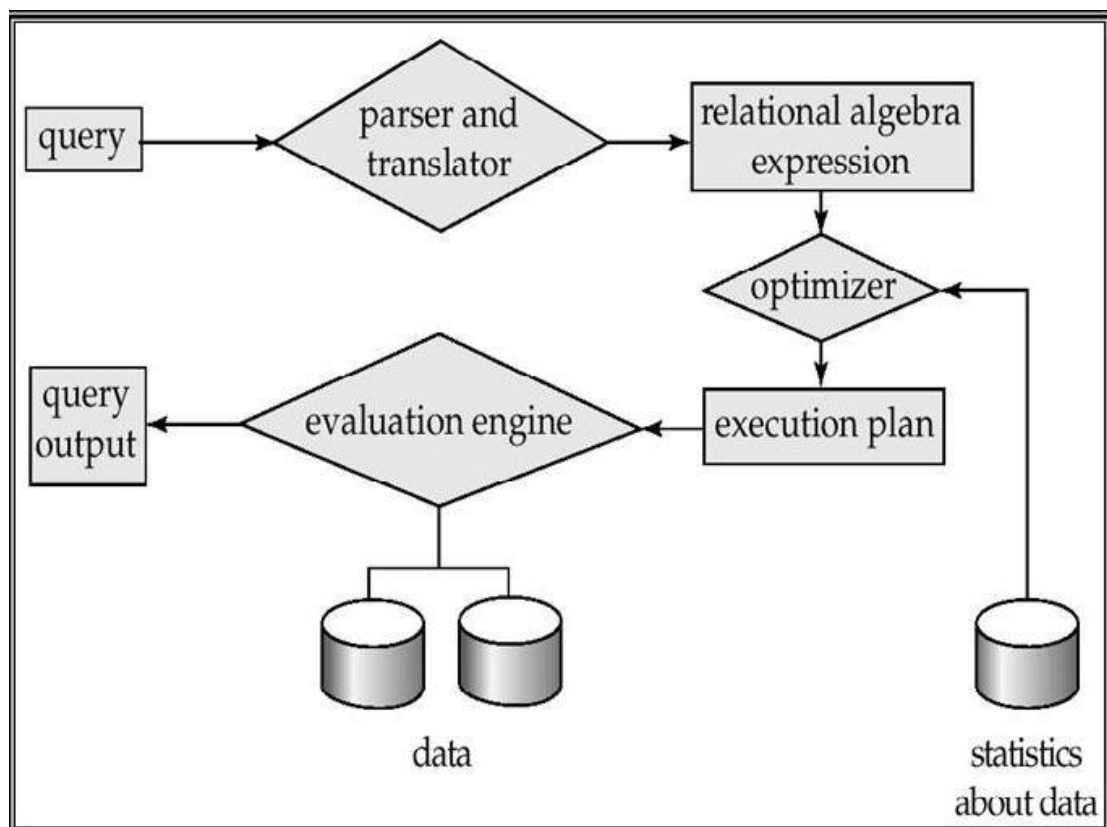 query
parser and
translator
relational algebra
expression
optimizer
query
output
evaluation engine
execution plan
data
statistics
about data